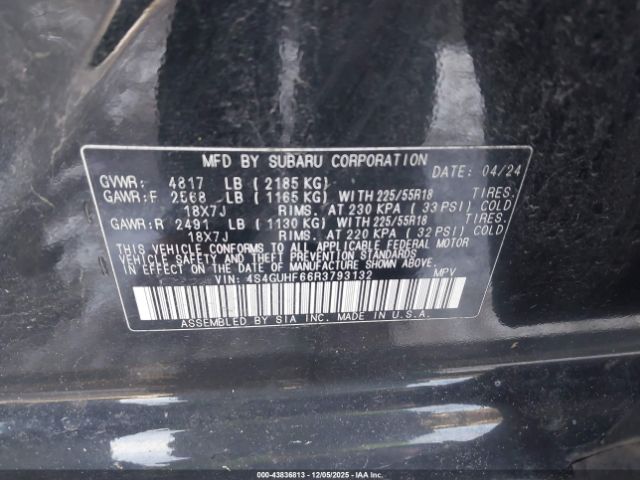 MFD BY SUBARU CORPORATION
DATE: 04/24
GVWR: 4817 LB (2185 KG)
GAWR:F 2568 LB (1165 KG) WITH 225/55R18 TIRES.
18X7J RIMS. AT 230 KPA (33 PSI) COLD
GAWR:R 2491 LB (1130 KG) WITH 225/55R18 TIRES.
18X7J RIMS. AT 220 KPA (32 PSI) COLD
THIS VEHICLE CONFORMS TO ALL APPLICABLE FEDERAL MOTOR
VEHICLE SAFETY AND THEFT PREVENTION STANDARDS
IN EFFECT ON THE DATE OF MANUFACTURE SHOWN ABOVE.
VIN: 4S4GUHF66R3793132 MPV
ASSEMBLED BY SIA INC. MADE IN U.S.A.
000-43836813 - 12/05/2025 - IAAI.COM